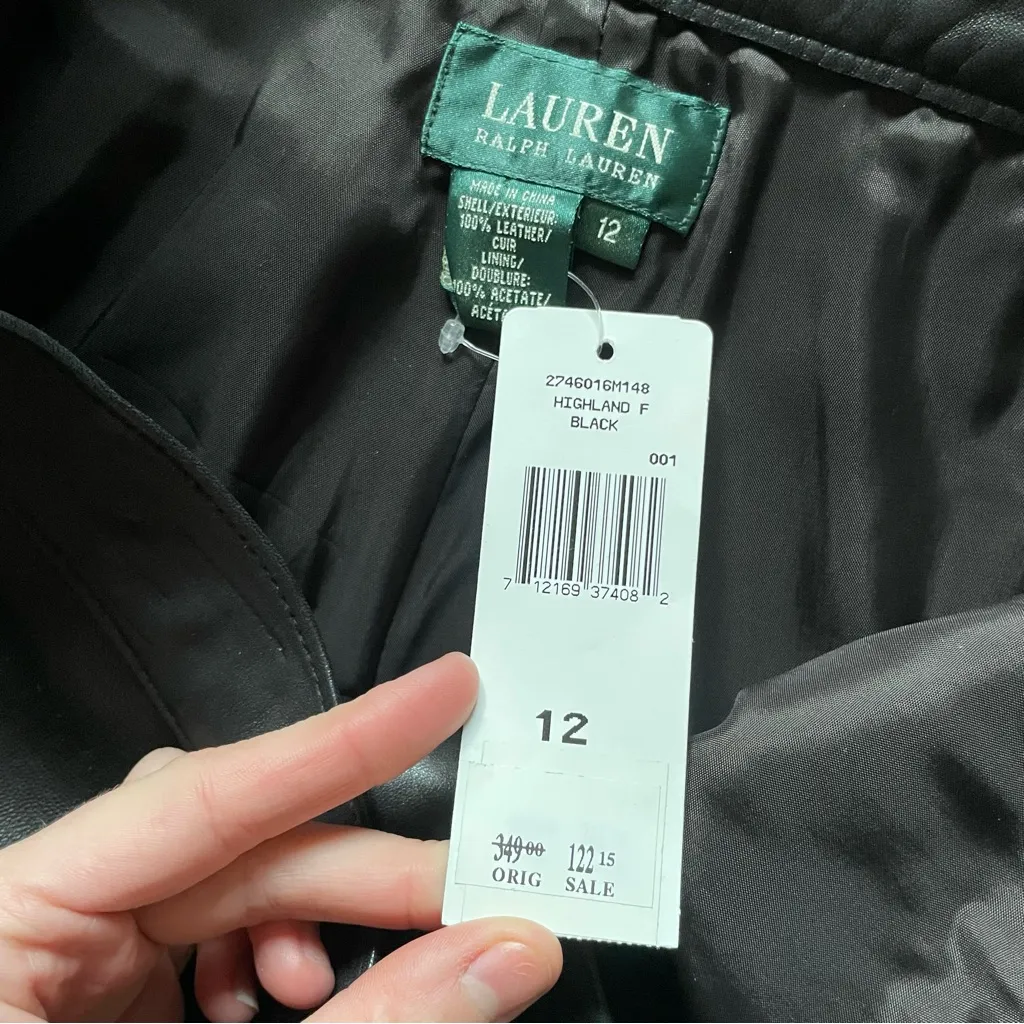 LAUREN
RALPH LAUREN
MADE IN CHINA
SHELL/EXTÉRIEUR:
100% LEATHER/
CUIR
LINING/
DOUBLURE:
100% ACETATE/
12
2746016M148
HIGHLAND F
BLACK
001
7 12169 37408 2
12
349 00 122 15
ORIG SALE